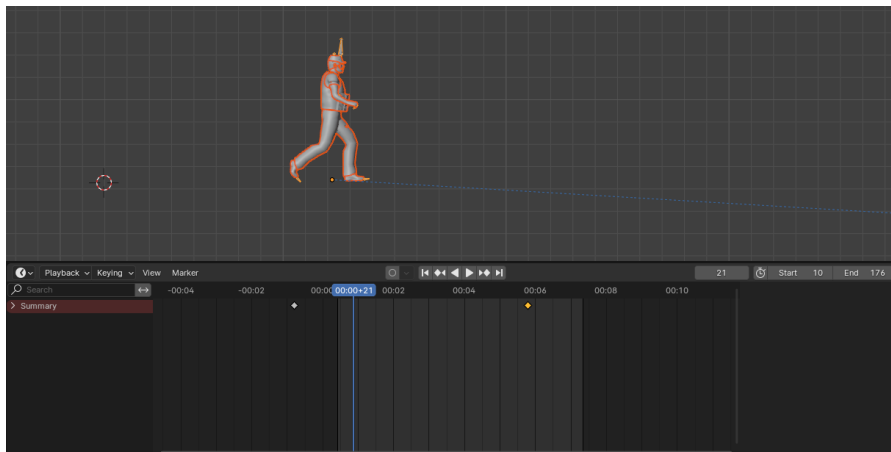 Playback Keying View Marker 21 Start 10 End 176
Search -00:04 -00:02 00:00 00:00+21 00:02 00:04 00:06 00:08 00:10
Summary